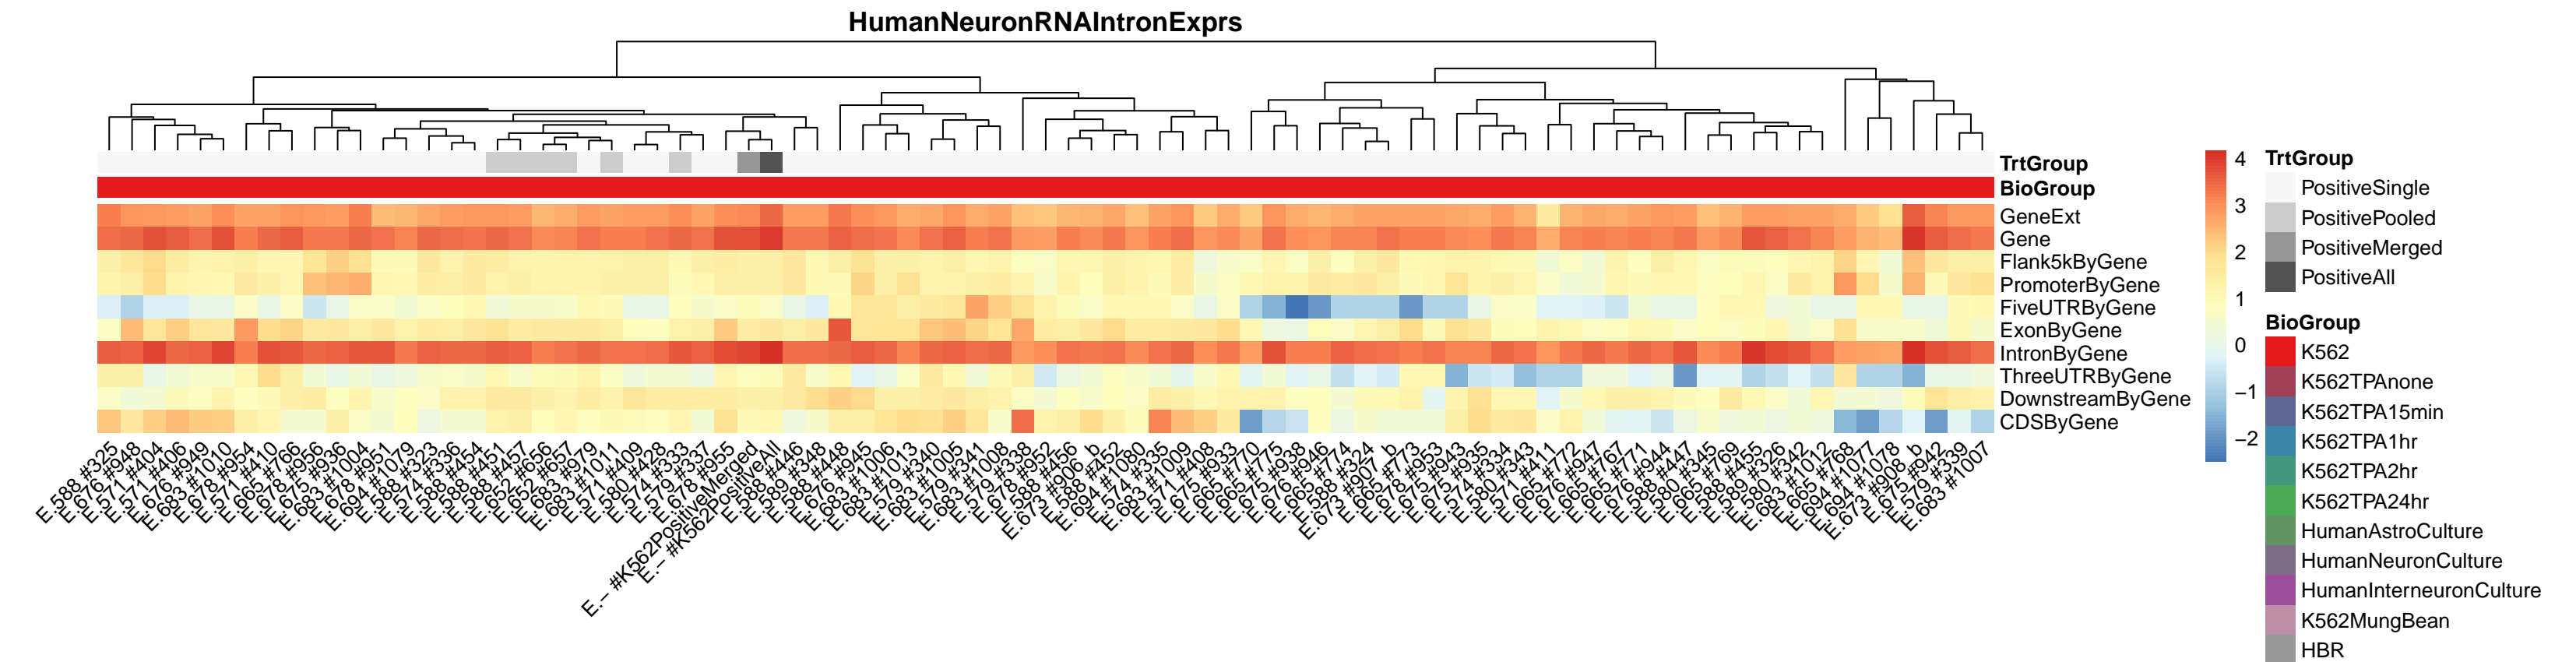 HumanNeuronRNAIntronExprs
TrtGroup
BioGroup
GeneExt
Gene
Flank5kByGene
PromoterByGene
FiveUTRByGene
ExonByGene
IntronByGene
ThreeUTRByGene
DownstreamByGene
CDSByGene
E.588 #325
E.676 #948
E.571 #404
E.571 #406
E.676 #949
E.683 #1010
E.678 #954
E.571 #410
E.665 #766
E.678 #956
E.675 #936
E.683 #1004
E.678 #951
E.694 #1079
E.588 #323
E.574 #336
E.588 #454
E.588 #451
E.588 #457
E.652 #656
E.652 #657
E.683 #979
E.683 #1011
E.571 #409
E.580 #428
E.574 #333
E.579 #337
E.678 #955
E.− #K562PositiveMerged
E.− #K562PositiveAll
E.588 #446
E.589 #348
E.588 #448
E.676 #945
E.683 #1006
E.683 #1013
E.579 #340
E.683 #1005
E.579 #341
E.683 #1008
E.579 #338
E.678 #952
E.588 #456
E.673 #906_b
E.588 #452
E.694 #1080
E.574 #335
E.683 #1009
E.571 #408
E.675 #933
E.665 #770
E.665 #775
E.675 #938
E.676 #946
E.665 #774
E.588 #324
E.673 #907_b
E.665 #773
E.678 #953
E.675 #943
E.675 #935
E.574 #334
E.580 #343
E.571 #411
E.665 #772
E.676 #947
E.665 #767
E.665 #771
E.676 #944
E.588 #447
E.580 #345
E.665 #769
E.588 #455
E.589 #326
E.580 #342
E.683 #1012
E.665 #768
E.694 #1077
E.694 #1078
E.673 #908_b
E.675 #942
E.579 #339
E.683 #1007
4
3
2
1
0
−1
−2
TrtGroup
PositiveSingle
PositivePooled
PositiveMerged
PositiveAll
BioGroup
K562
K562TPAnone
K562TPA15min
K562TPA1hr
K562TPA2hr
K562TPA24hr
HumanAstroCulture
HumanNeuronCulture
HumanInterneuronCulture
K562MungBean
HBR